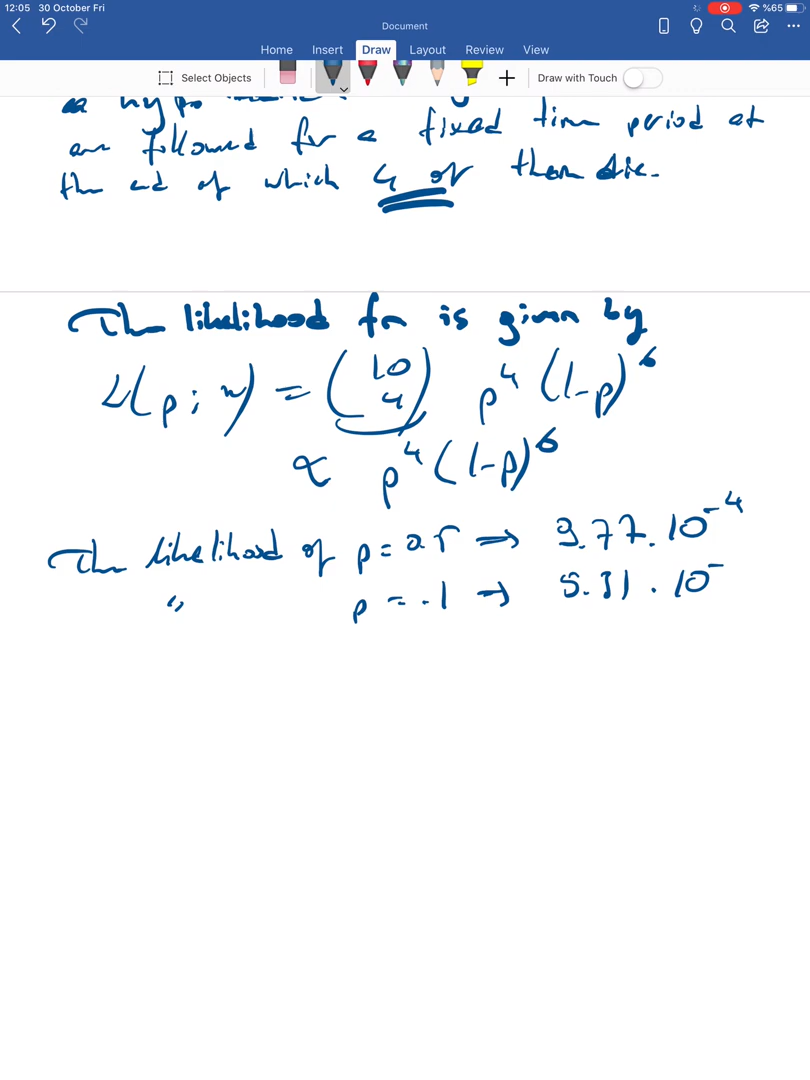 12:05 30 October Fri %65
Document
Home Insert Draw Layout Review View
Select Objects Draw with Touch
a
are followed for a fixed time period at
the end of which 4 of them die.
The likelihood for is given by
L(p; x) = (10 4) p^4 (1-p)^6
∝ p^4 (1-p)^6
The likelihood of p = 0.5 → 9.77 . 10^-4
" p = .1 → 5.31 . 10^-